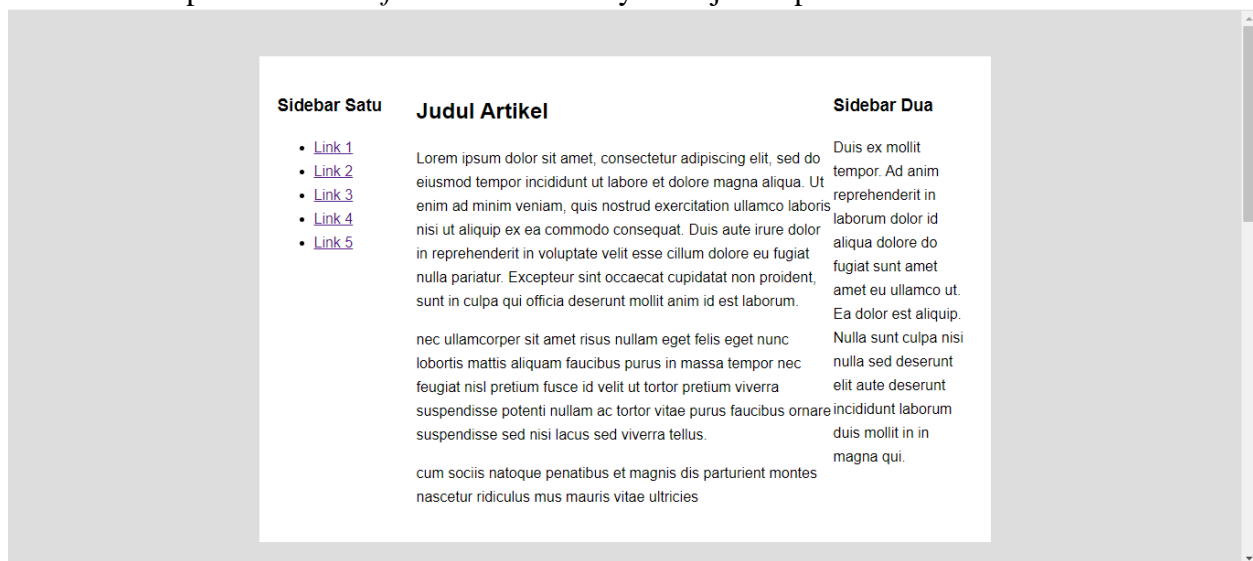 Sidebar Satu
Link 1
Link 2
Link 3
Link 4
Link 5
Judul Artikel
Lorem ipsum dolor sit amet, consectetur adipiscing elit, sed do
eiusmod tempor incididunt ut labore et dolore magna aliqua. Ut
enim ad minim veniam, quis nostrud exercitation ullamco laboris
nisi ut aliquip ex ea commodo consequat. Duis aute irure dolor
in reprehenderit in voluptate velit esse cillum dolore eu fugiat
nulla pariatur. Excepteur sint occaecat cupidatat non proident,
sunt in culpa qui officia deserunt mollit anim id est laborum.
nec ullamcorper sit amet risus nullam eget felis eget nunc
lobortis mattis aliquam faucibus purus in massa tempor nec
feugiat nisl pretium fusce id velit ut tortor pretium viverra
suspendisse potenti nullam ac tortor vitae purus faucibus ornare
suspendisse sed nisi lacus sed viverra tellus.
cum sociis natoque penatibus et magnis dis parturient montes
nascetur ridiculus mus mauris vitae ultricies
Sidebar Dua
Duis ex mollit
tempor. Ad anim
reprehenderit in
laborum dolor id
aliqua dolore do
fugiat sunt amet
amet eu ullamco ut.
Ea dolor est aliquip.
Nulla sunt culpa nisi
nulla sed deserunt
elit aute deserunt
incididunt laborum
duis mollit in in
magna qui.